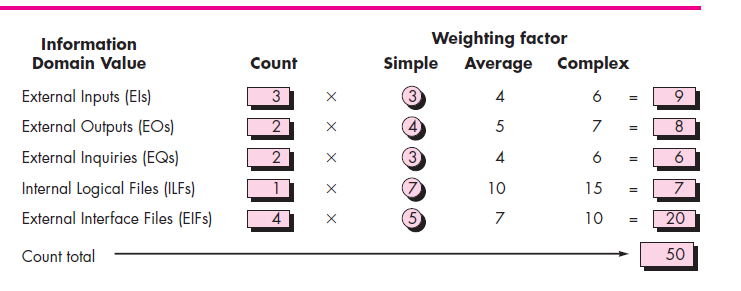 Weighting factor
Information
Domain Value Count Simple Average Complex
External Inputs (EIs) 3 × 3 4 6 = 9
External Outputs (EOs) 2 × 4 5 7 = 8
External Inquiries (EQs) 2 × 3 4 6 = 6
Internal Logical Files (ILFs) 1 × 7 10 15 = 7
External Interface Files (EIFs) 4 × 5 7 10 = 20
Count total 50